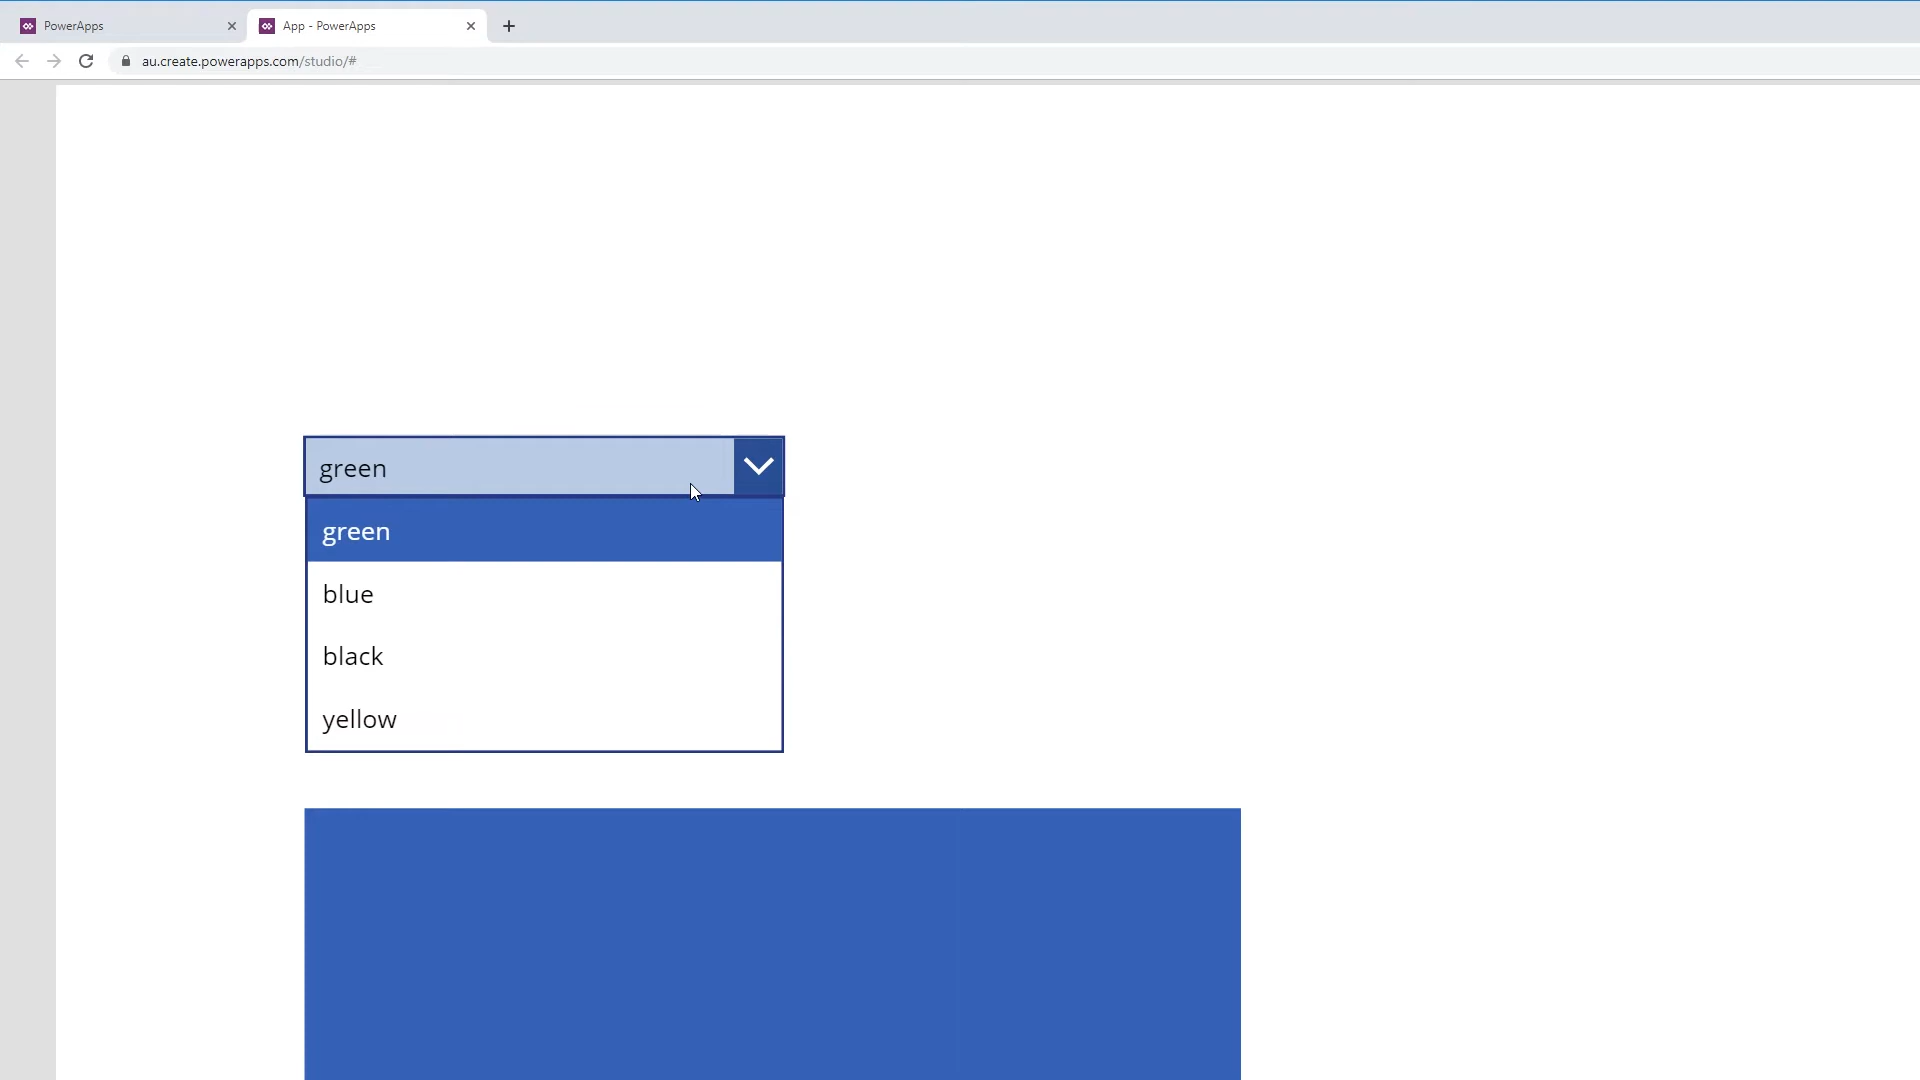 PowerApps
App - PowerApps
au.create.powerapps.com/studio/#
green
green
blue
black
yellow